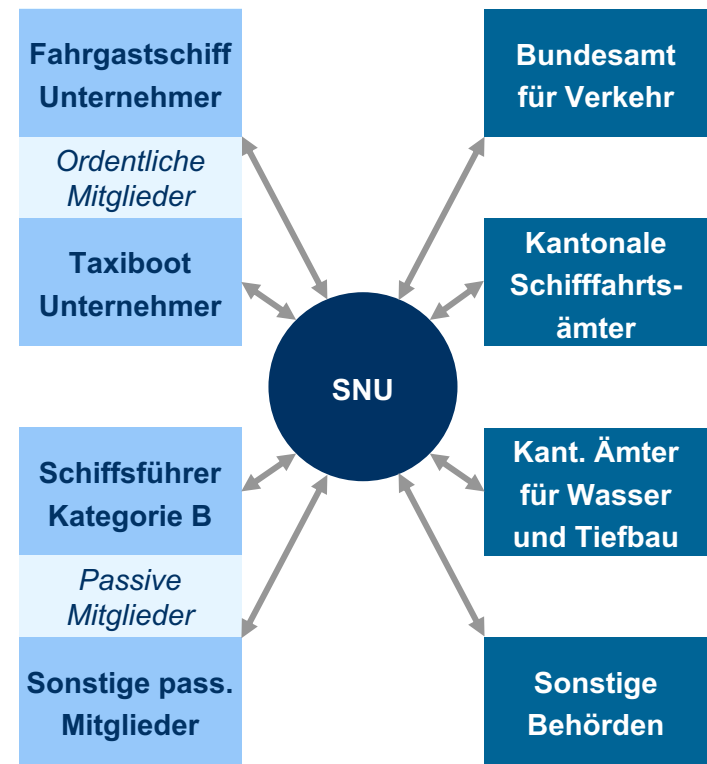 Fahrgastschiff
Unternehmer
Ordentliche
Mitglieder
Taxiboot
Unternehmer
Schiffsführer
Kategorie B
Passive
Mitglieder
Sonstige pass.
Mitglieder
SNU
Bundesamt
für Verkehr
Kantonale
Schifffahrts-
ämter
Kant. Ämter
für Wasser
und Tiefbau
Sonstige
Behörden